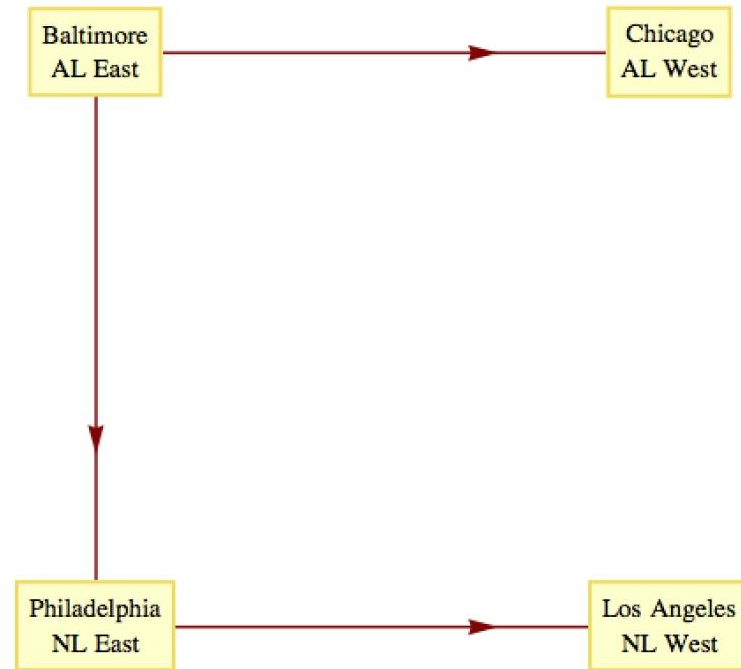 Baltimore
AL East
Chicago
AL West
Philadelphia
NL East
Los Angeles
NL West